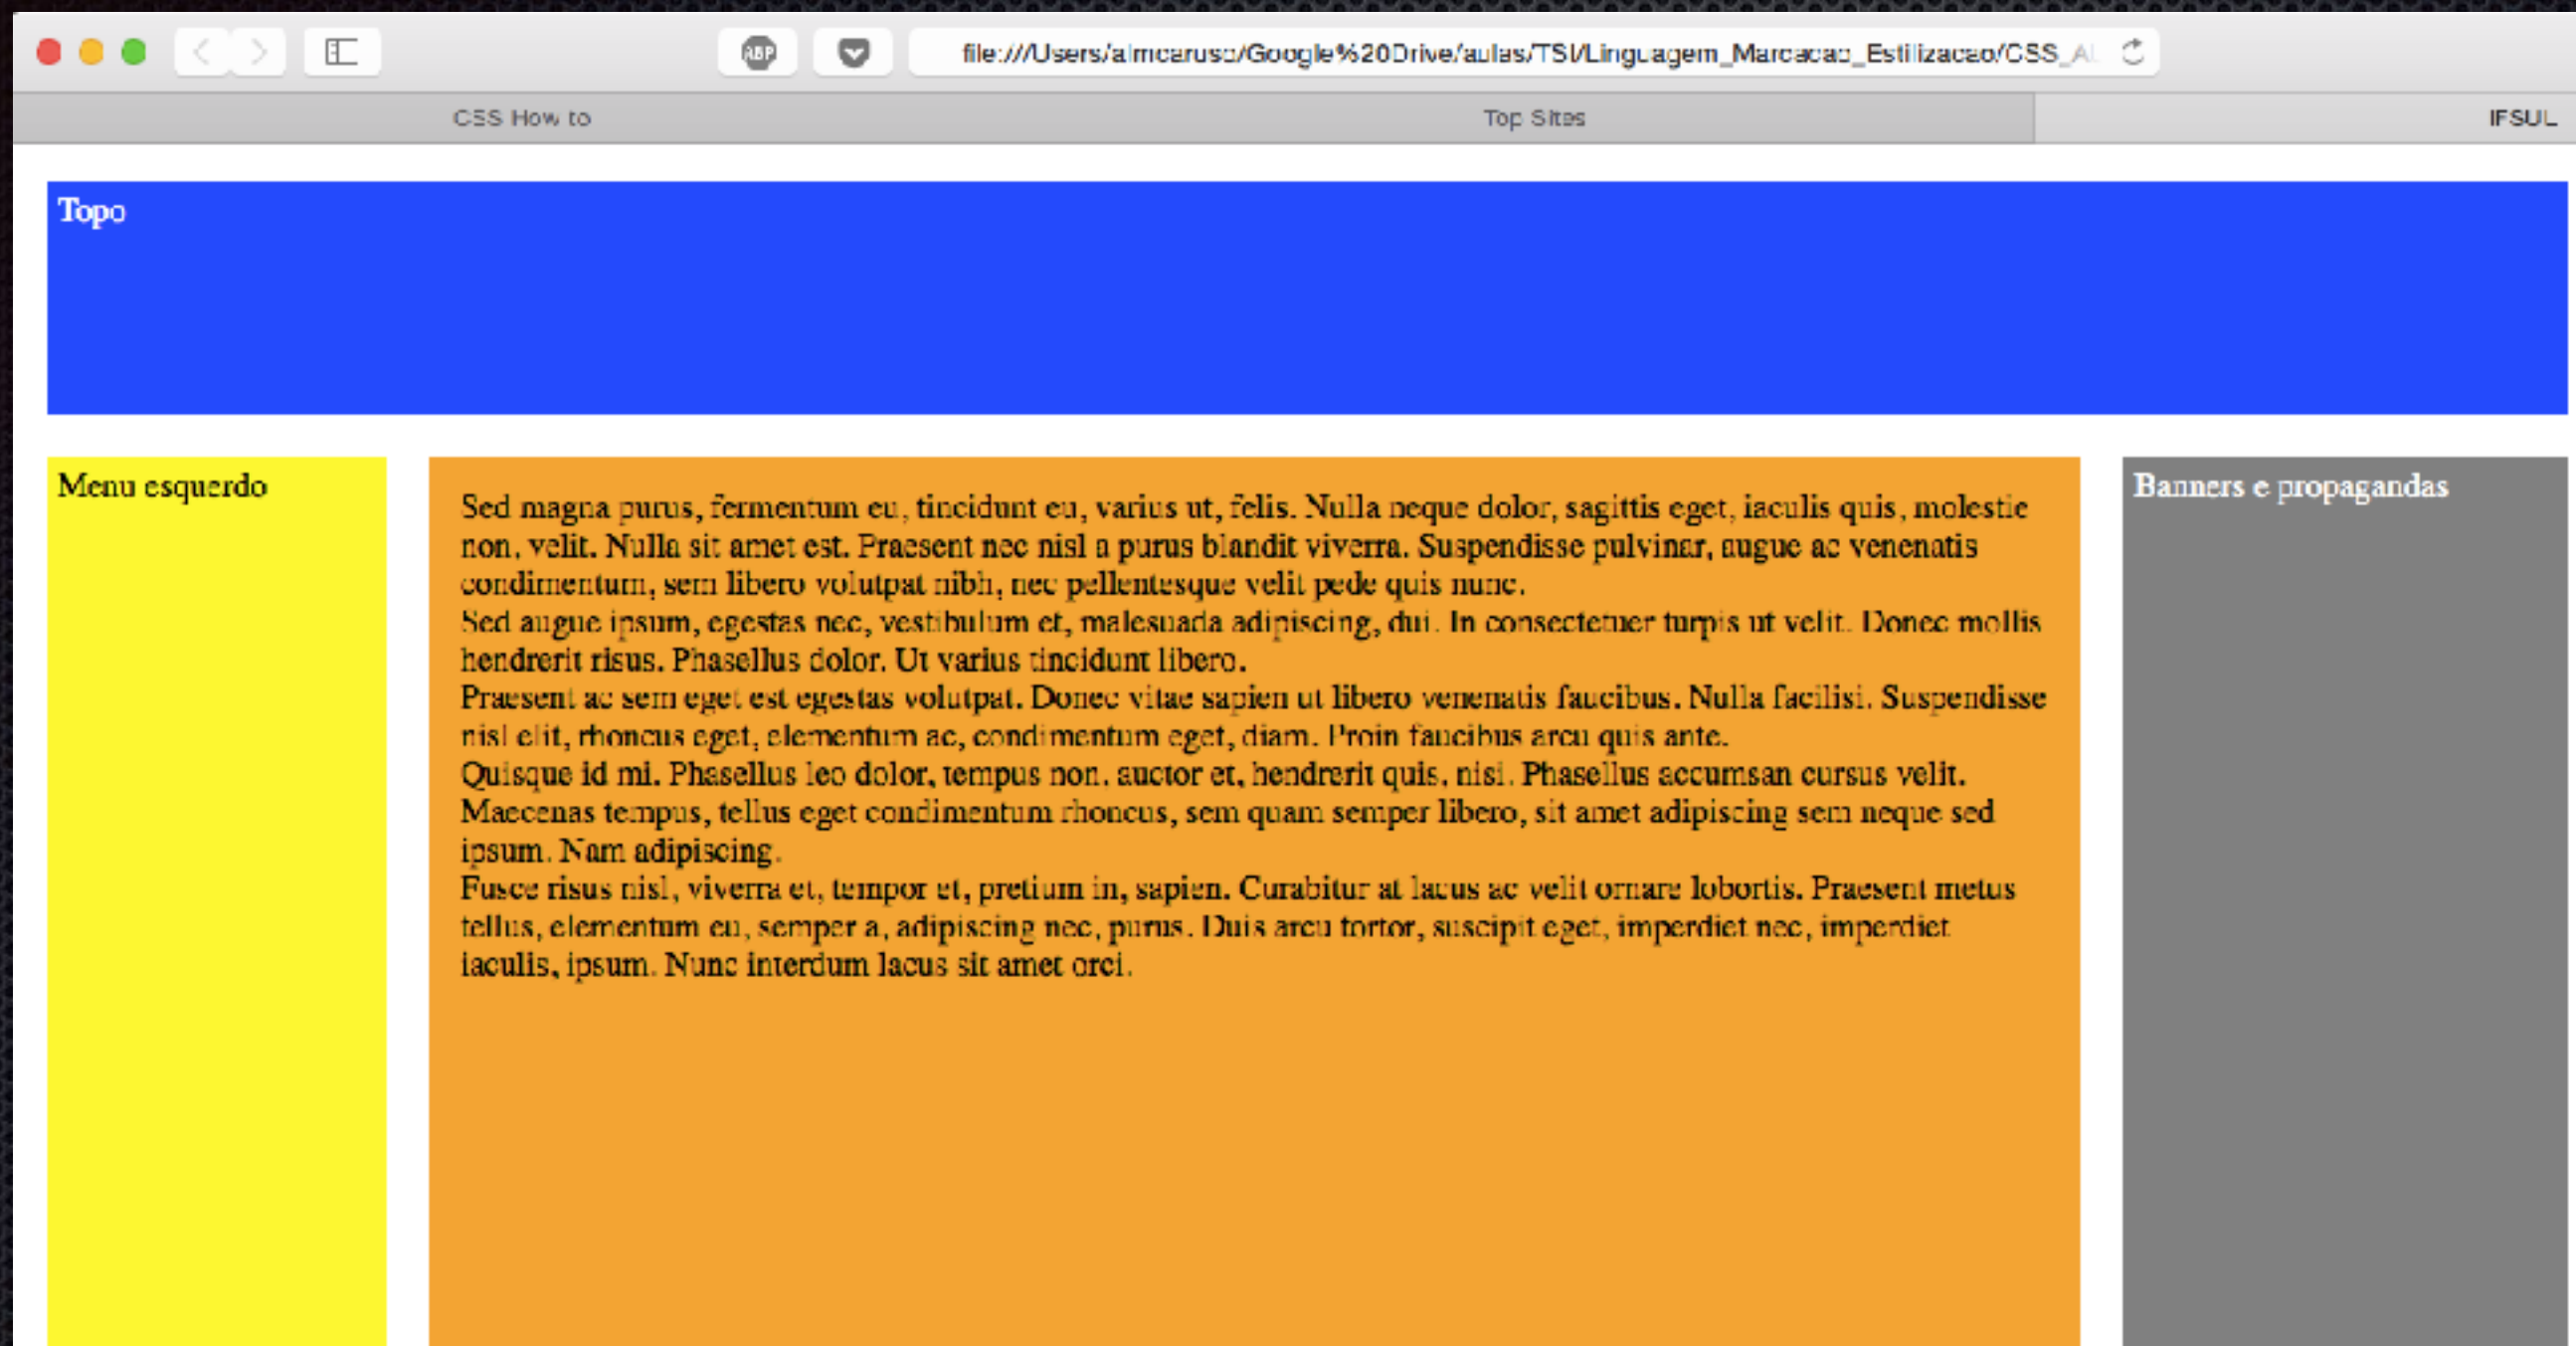 ABP
file:///Users/almcaruso/Google%20Drive/aulas/TSI/Linguagem_Marcacao_Estilizacao/CSS_AL
CSS How to
Top Sites
IFSUL
Topo
Menu esquerdo
Sed magna purus, fermentum eu, tincidunt eu, varius ut, felis. Nulla neque dolor, sagittis eget, iaculis quis, molestie
non, velit. Nulla sit amet est. Praesent nec nisl a purus blandit viverra. Suspendisse pulvinar, augue ac venenatis
condimentum, sem libero volutpat nibh, nec pellentesque velit pede quis nunc.
Sed augue ipsum, egestas nec, vestibulum et, malesuada adipiscing, dui. In consectetuer turpis ut velit. Donec mollis
hendrerit risus. Phasellus dolor. Ut varius tincidunt libero.
Praesent ac sem eget est egestas volutpat. Donec vitae sapien ut libero venenatis faucibus. Nulla facilisi. Suspendisse
nisl elit, rhoncus eget, elementum ac, condimentum eget, diam. Proin faucibus arcu quis ante.
Quisque id mi. Phasellus leo dolor, tempus non, auctor et, hendrerit quis, nisi. Phasellus accumsan cursus velit.
Maecenas tempus, tellus eget condimentum rhoncus, sem quam semper libero, sit amet adipiscing sem neque sed
ipsum. Nam adipiscing.
Fusce risus nisl, viverra et, tempor et, pretium in, sapien. Curabitur at lacus ac velit ornare lobortis. Praesent metus
tellus, elementum eu, semper a, adipiscing nec, purus. Duis arcu tortor, suscipit eget, imperdiet nec, imperdiet
iaculis, ipsum. Nunc interdum lacus sit amet orci.
Banners e propagandas